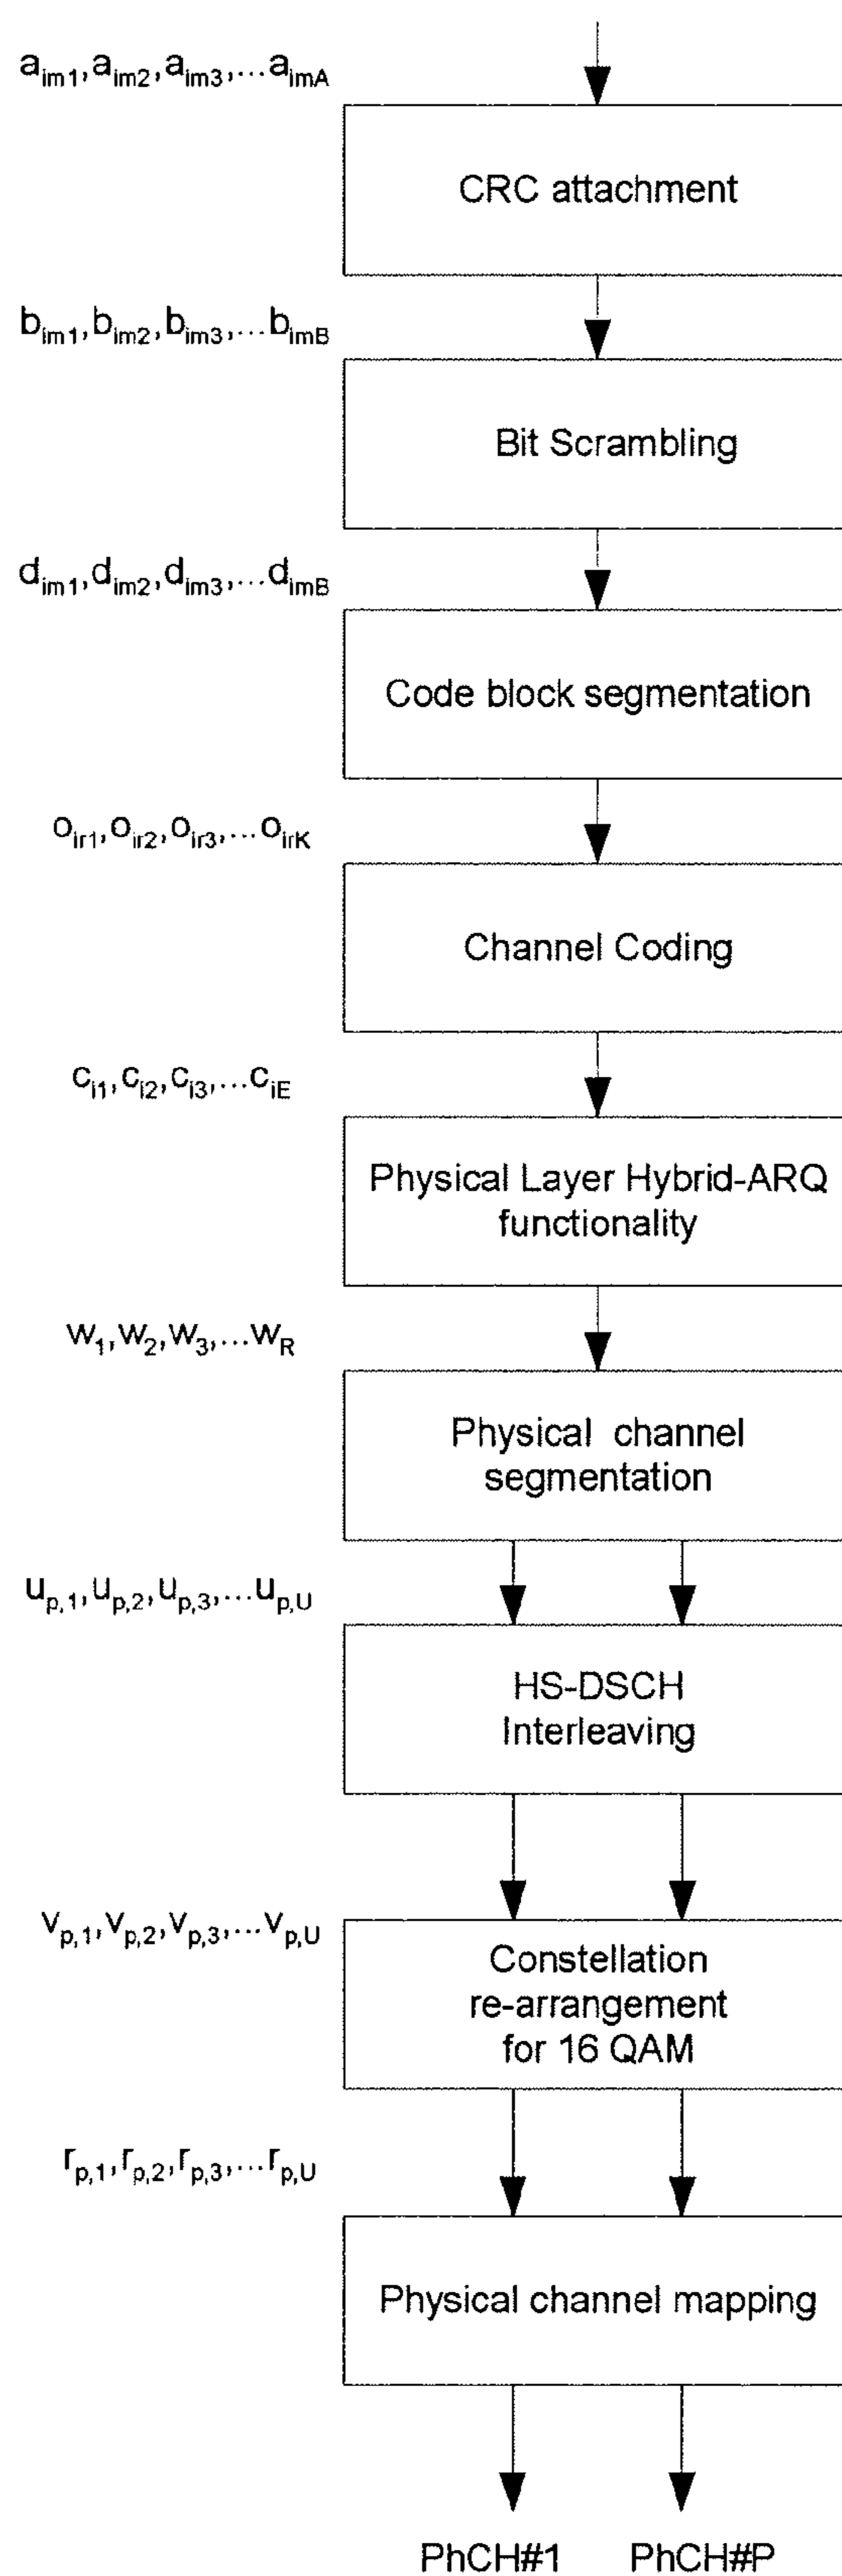 a_im1, a_im2, a_im3, ...a_imA
CRC attachment
b_im1, b_im2, b_im3, ...b_imB
Bit Scrambling
d_im1, d_im2, d_im3, ...d_imB
Code block segmentation
o_ir1, o_ir2, o_ir3, ...o_irK
Channel Coding
c_i1, c_i2, c_i3, ...c_iE
Physical Layer Hybrid-ARQ
functionality
w_1, w_2, w_3, ...w_R
Physical channel
segmentation
u_p,1, u_p,2, u_p,3, ...u_p,U
HS-DSCH
Interleaving
v_p,1, v_p,2, v_p,3, ...v_p,U
Constellation
re-arrangement
for 16 QAM
r_p,1, r_p,2, r_p,3, ...r_p,U
Physical channel mapping
PhCH#1 PhCH#P